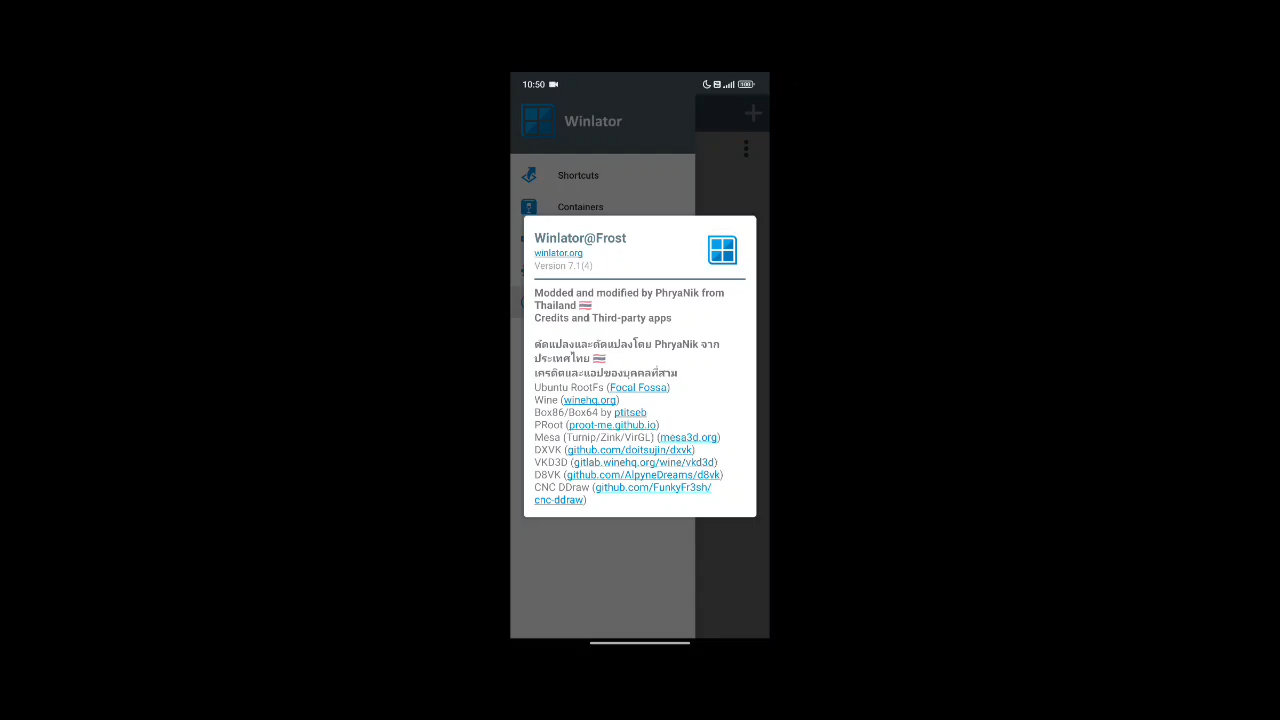 10:50
100
Winlator
Shortcuts
Containers
Winlator@Frost
winlator.org
Version 7.1(4)
Modded and modified by PhryaNik from
Thailand 🇹🇭
Credits and Third-party apps
ดัดแปลงและดัดแปลงโดย PhryaNik จาก
ประเทศไทย 🇹🇭
เครดิตและแอปของบุคคลที่สาม
Ubuntu RootFs (Focal Fossa)
Wine (winehq.org)
Box86/Box64 by ptitseb
PRoot (proot-me.github.io)
Mesa (Turnip/Zink/VirGL) (mesa3d.org)
DXVK (github.com/doitsujin/dxvk)
VKD3D (gitlab.winehq.org/wine/vkd3d)
D8VK (github.com/AlpyneDreams/d8vk)
CNC DDraw (github.com/FunkyFr3sh/
cnc-ddraw)